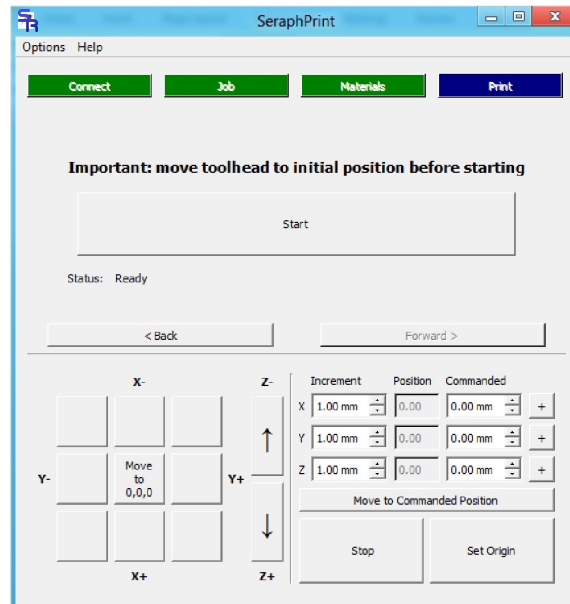 SR
SeraphPrint
Options Help
Connect Job Materials Print
Important: move toolhead to initial position before starting
Start
Status: Ready
< Back Forward >
X- Z- Increment Position Commanded
X 1.00 mm 0.00 0.00 mm +
Y 1.00 mm 0.00 0.00 mm +
Y- Move to 0,0,0 Y+ Z 1.00 mm 0.00 0.00 mm +
Move to Commanded Position
Stop Set Origin
X+ Z+